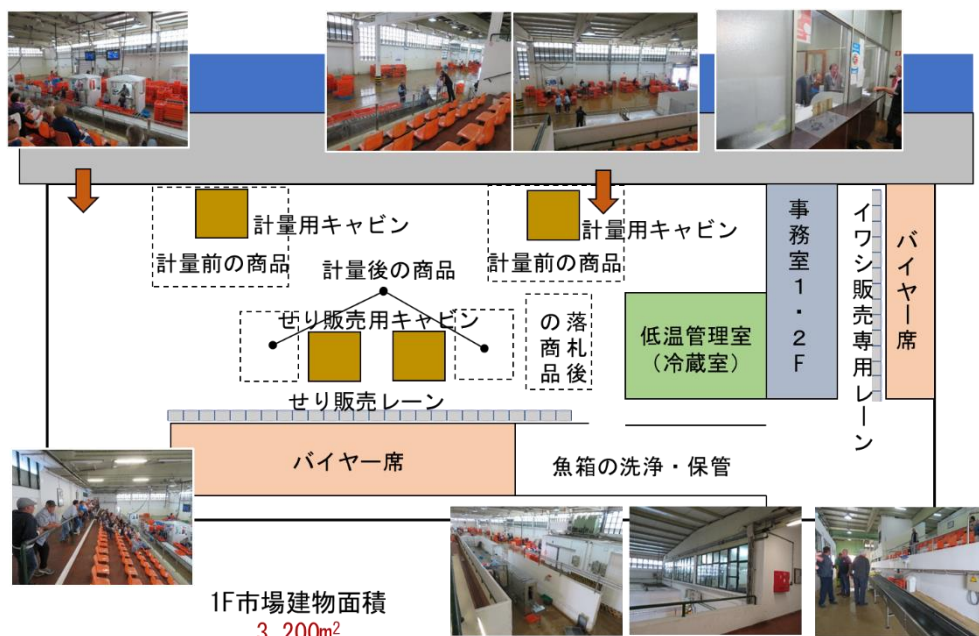 計量用キャビン
計量前の商品
計量後の商品
計量用キャビン
計量前の商品
せり販売用キャビン
落札後
の商品
低温管理室
（冷蔵室）
事務室１・２F
イワシ販売専用レーン
バイヤー席
せり販売レーン
バイヤー席
魚箱の洗浄・保管
1F市場建物面積
3,200m²